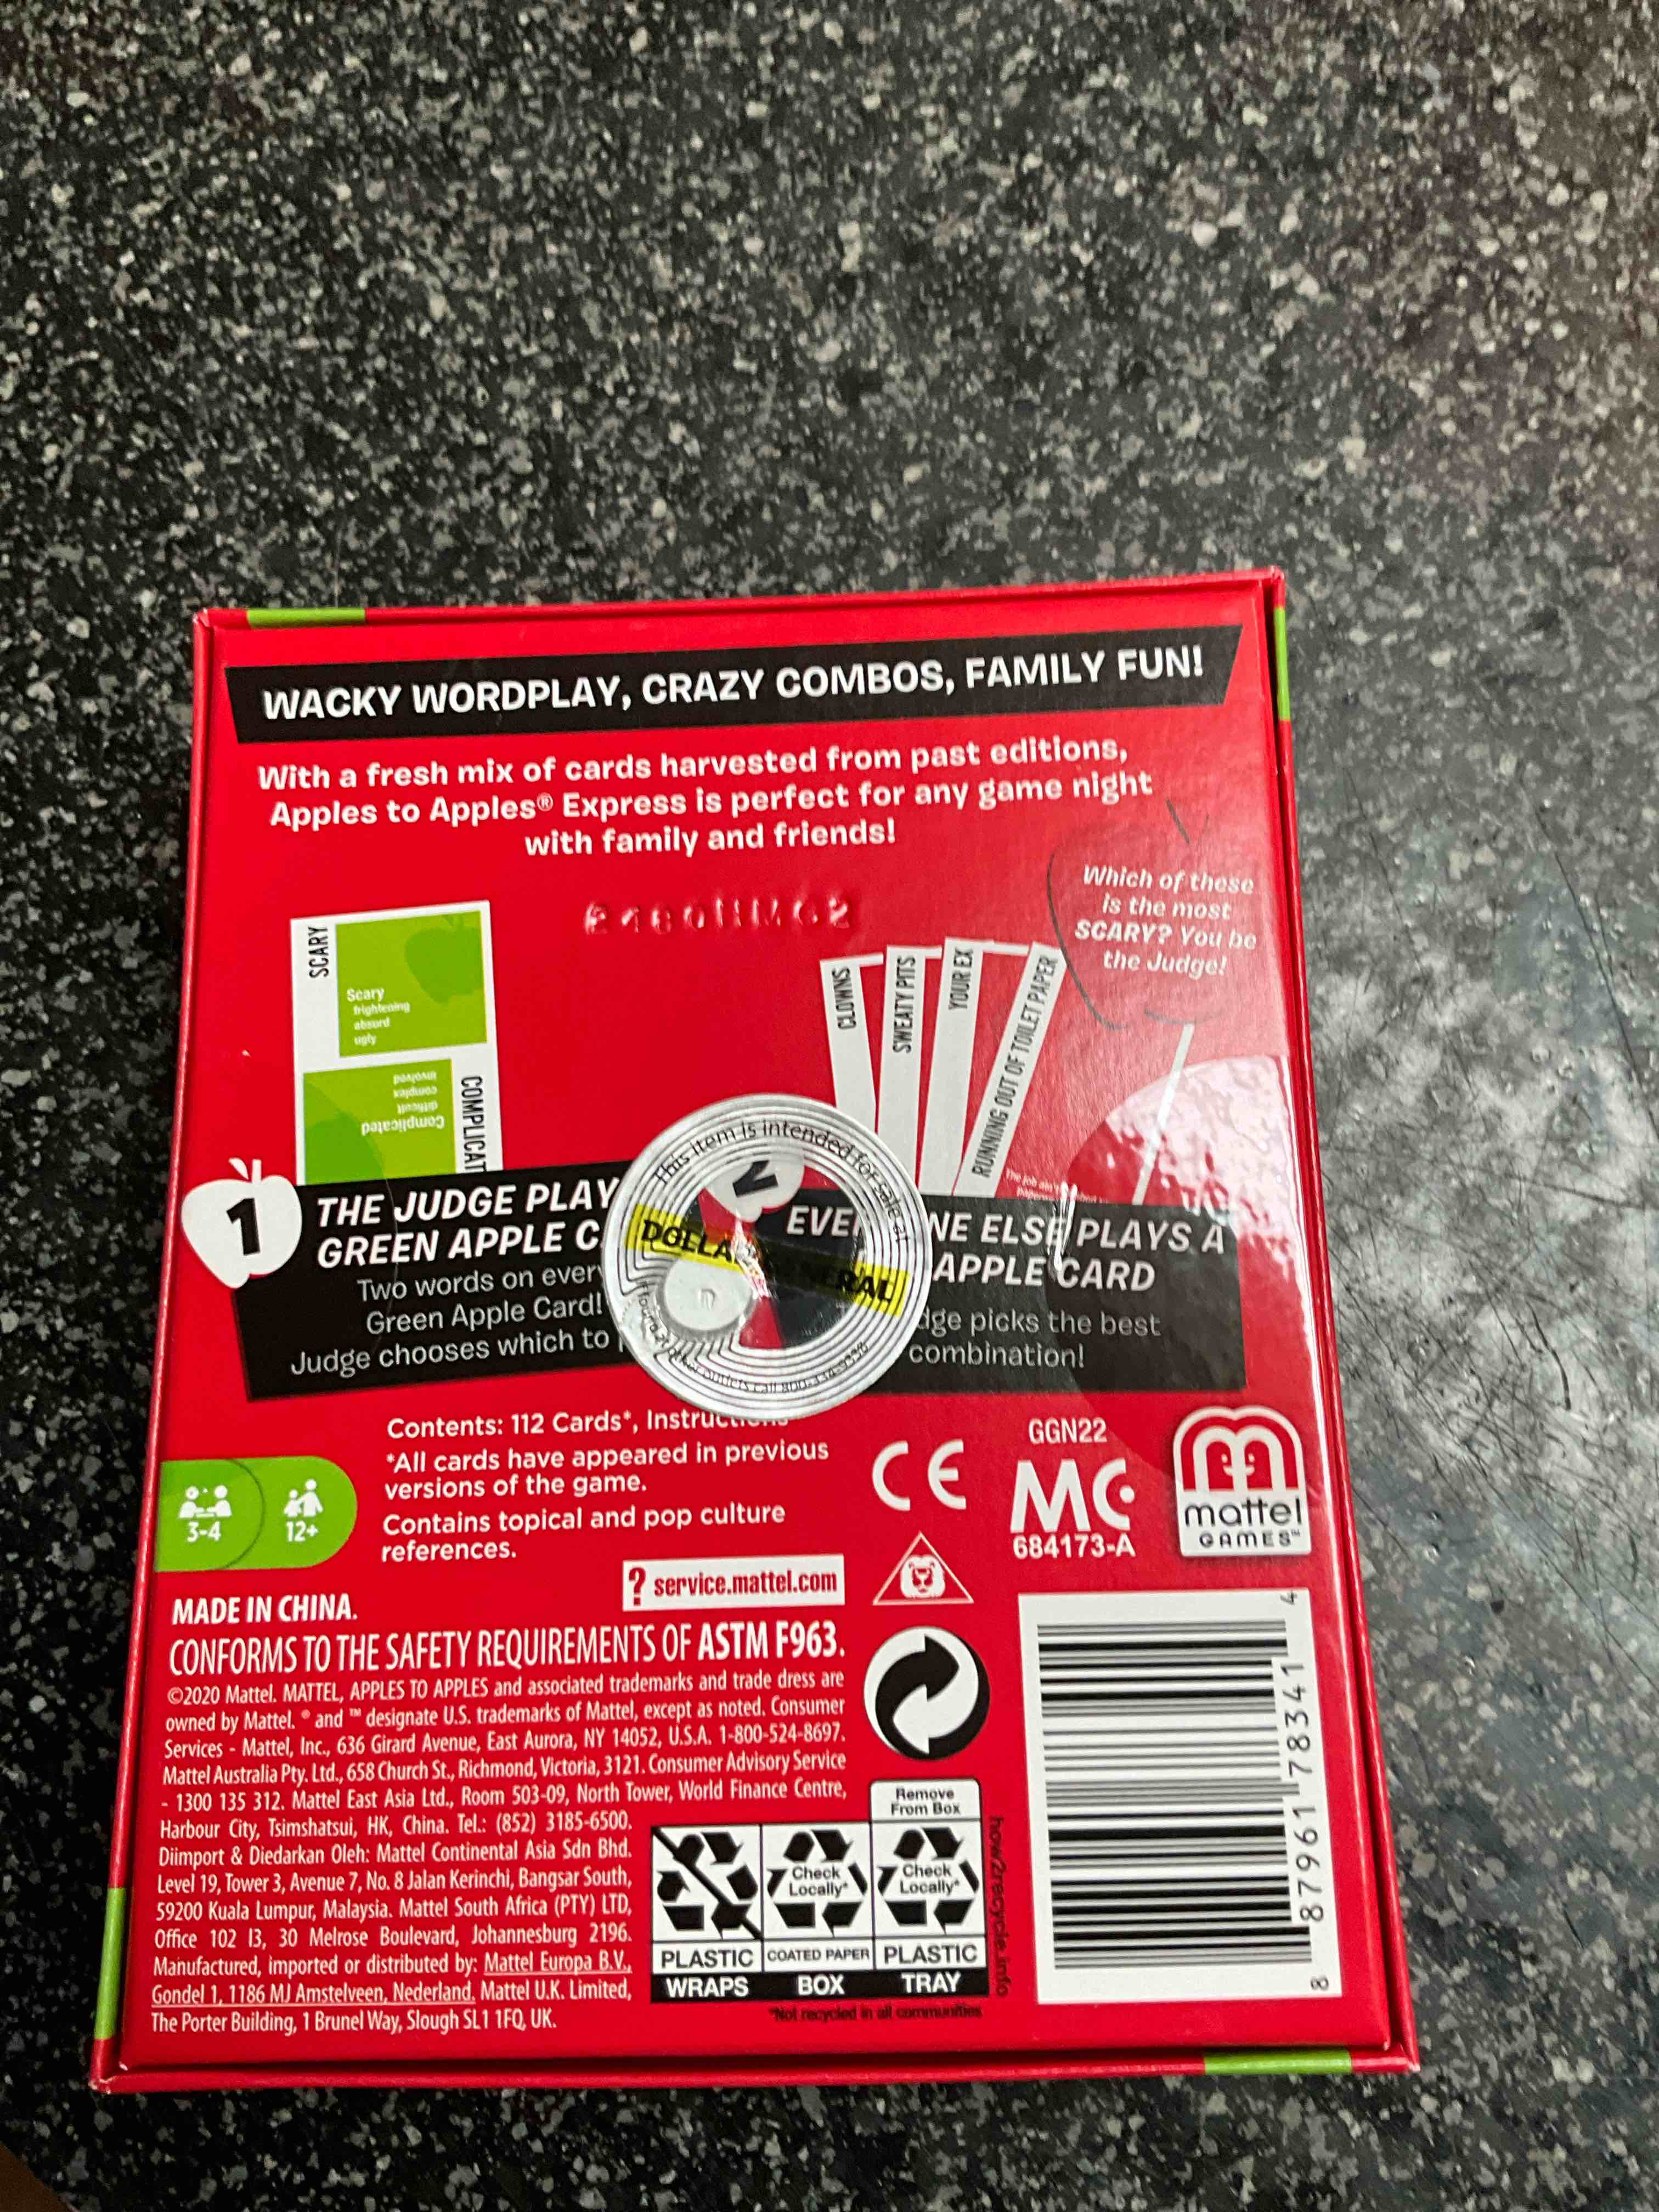 WACKY WORDPLAY, CRAZY COMBOS, FAMILY FUN!
With a fresh mix of cards harvested from past editions,
Apples to Apples® Express is perfect for any game night
with family and friends!
Which of these
is the most
SCARY? You be
the Judge!
SCARY
Scary
frightening
absurd
ugly
COMPLICAT
Complicated
difficult
complex
involved
CLOWNS
SWEATY PITS
YOUR EX
RUNNING OUT OF TOILET PAPER
1
THE JUDGE PLAY
GREEN APPLE C
Two words on every
Green Apple Card!
Judge chooses which to
This item is intended for sale at
DOLLAR GENERAL
2
EVE NE ELSE PLAYS A
APPLE CARD
dge picks the best
combination!
Contents: 112 Cards*, Instructions
*All cards have appeared in previous
versions of the game.
Contains topical and pop culture
references.
3-4
12+
CE
GGN22
MC
684173-A
mattel
GAMES™
? service.mattel.com
MADE IN CHINA.
CONFORMS TO THE SAFETY REQUIREMENTS OF ASTM F963.
©2020 Mattel. MATTEL, APPLES TO APPLES and associated trademarks and trade dress are
owned by Mattel. ® and ™ designate U.S. trademarks of Mattel, except as noted. Consumer
Services - Mattel, Inc., 636 Girard Avenue, East Aurora, NY 14052, U.S.A. 1-800-524-8697.
Mattel Australia Pty. Ltd., 658 Church St., Richmond, Victoria, 3121. Consumer Advisory Service
- 1300 135 312. Mattel East Asia Ltd., Room 503-09, North Tower, World Finance Centre,
Harbour City, Tsimshatsui, HK, China. Tel.: (852) 3185-6500.
Diimport & Diedarkan Oleh: Mattel Continental Asia Sdn Bhd.
Level 19, Tower 3, Avenue 7, No. 8 Jalan Kerinchi, Bangsar South,
59200 Kuala Lumpur, Malaysia. Mattel South Africa (PTY) LTD,
Office 102 I3, 30 Melrose Boulevard, Johannesburg 2196.
Manufactured, imported or distributed by: Mattel Europa B.V.,
Gondel 1, 1186 MJ Amstelveen, Nederland. Mattel U.K. Limited,
The Porter Building, 1 Brunel Way, Slough SL1 1FQ, UK.
Remove
From Box
Check
Locally*
Check
Locally*
PLASTIC
COATED PAPER
PLASTIC
WRAPS
BOX
TRAY
*Not recycled in all communities
how2recycle.info
8 87961 78341 4